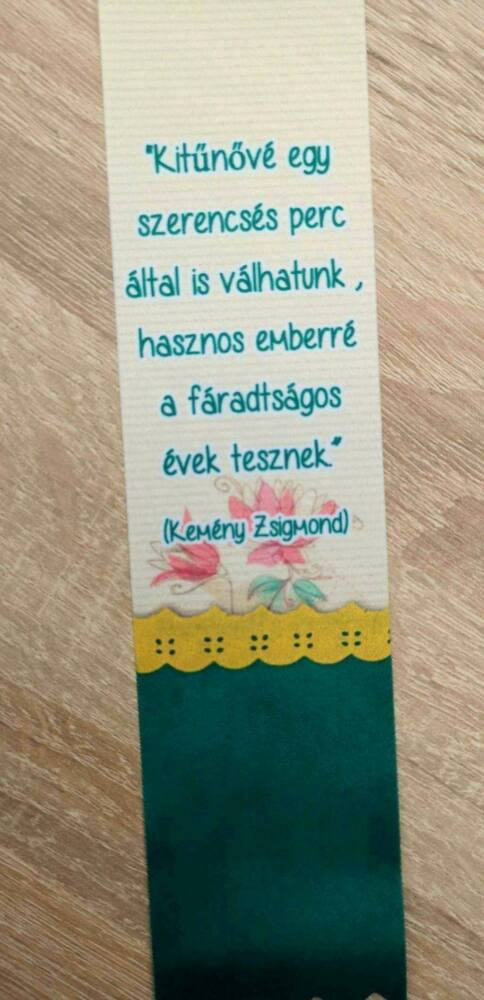 "Kitűnővé egy
szerencsés perc
által is válhatunk ,
hasznos emberré
a fáradtságos
évek tesznek."
(Kemény Zsigmond)